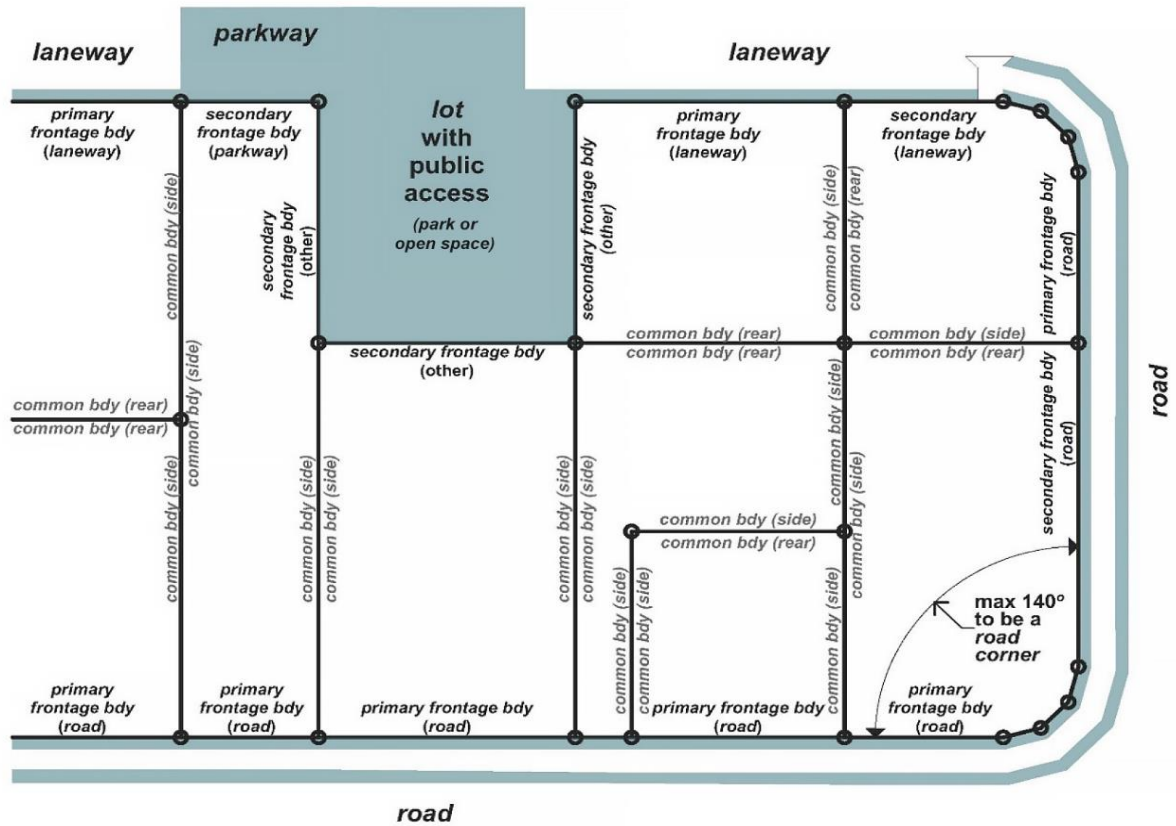 parkway
laneway
laneway
primary
frontage bdy
(laneway)
secondary
frontage bdy
(parkway)
lot
with
public
access
(park or
open space)
primary
frontage bdy
(laneway)
secondary
frontage bdy
(laneway)
common bdy (side)
secondary
frontage bdy
(other)
secondary frontage bdy
(other)
common bdy (side)
common bdy (rear)
primary frontage bdy
(road)
secondary frontage bdy
(other)
common bdy (rear)
common bdy (rear)
common bdy (side)
common bdy (rear)
road
common bdy (rear)
common bdy (rear)
common bdy (side)
common bdy (side)
common bdy (side)
common bdy (side)
common bdy (side)
common bdy (side)
common bdy (side)
common bdy (side)
common bdy (side)
secondary frontage bdy
(road)
common bdy (side)
common bdy (rear)
common bdy (side)
common bdy (side)
common bdy (side)
max 140º
to be a
road
corner
primary
frontage bdy
(road)
primary
frontage bdy
(road)
primary frontage bdy
(road)
primary frontage bdy
(road)
primary
frontage bdy
(road)
road